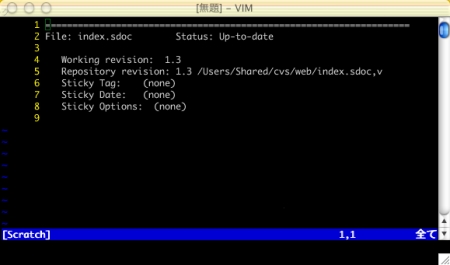 [無題] - VIM
1 ===================================================================
2 File: index.sdoc Status: Up-to-date
3
4 Working revision: 1.3
5 Repository revision: 1.3 /Users/Shared/cvs/web/index.sdoc,v
6 Sticky Tag: (none)
7 Sticky Date: (none)
8 Sticky Options: (none)
9
~
~
~
~
~
~
~
[Scratch] 1,1 全て